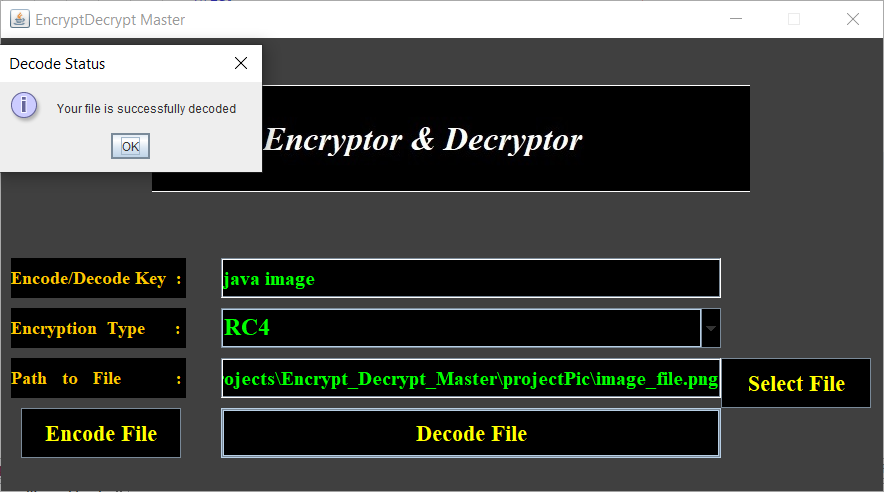 EncryptDecrypt Master
Decode Status
Your file is successfully decoded
OK
Encryptor & Decryptor
Encode/Decode Key :
java image
Encryption Type :
RC4
Path to File :
ojects\Encrypt_Decrypt_Master\projectPic\image_file.png
Select File
Encode File
Decode File